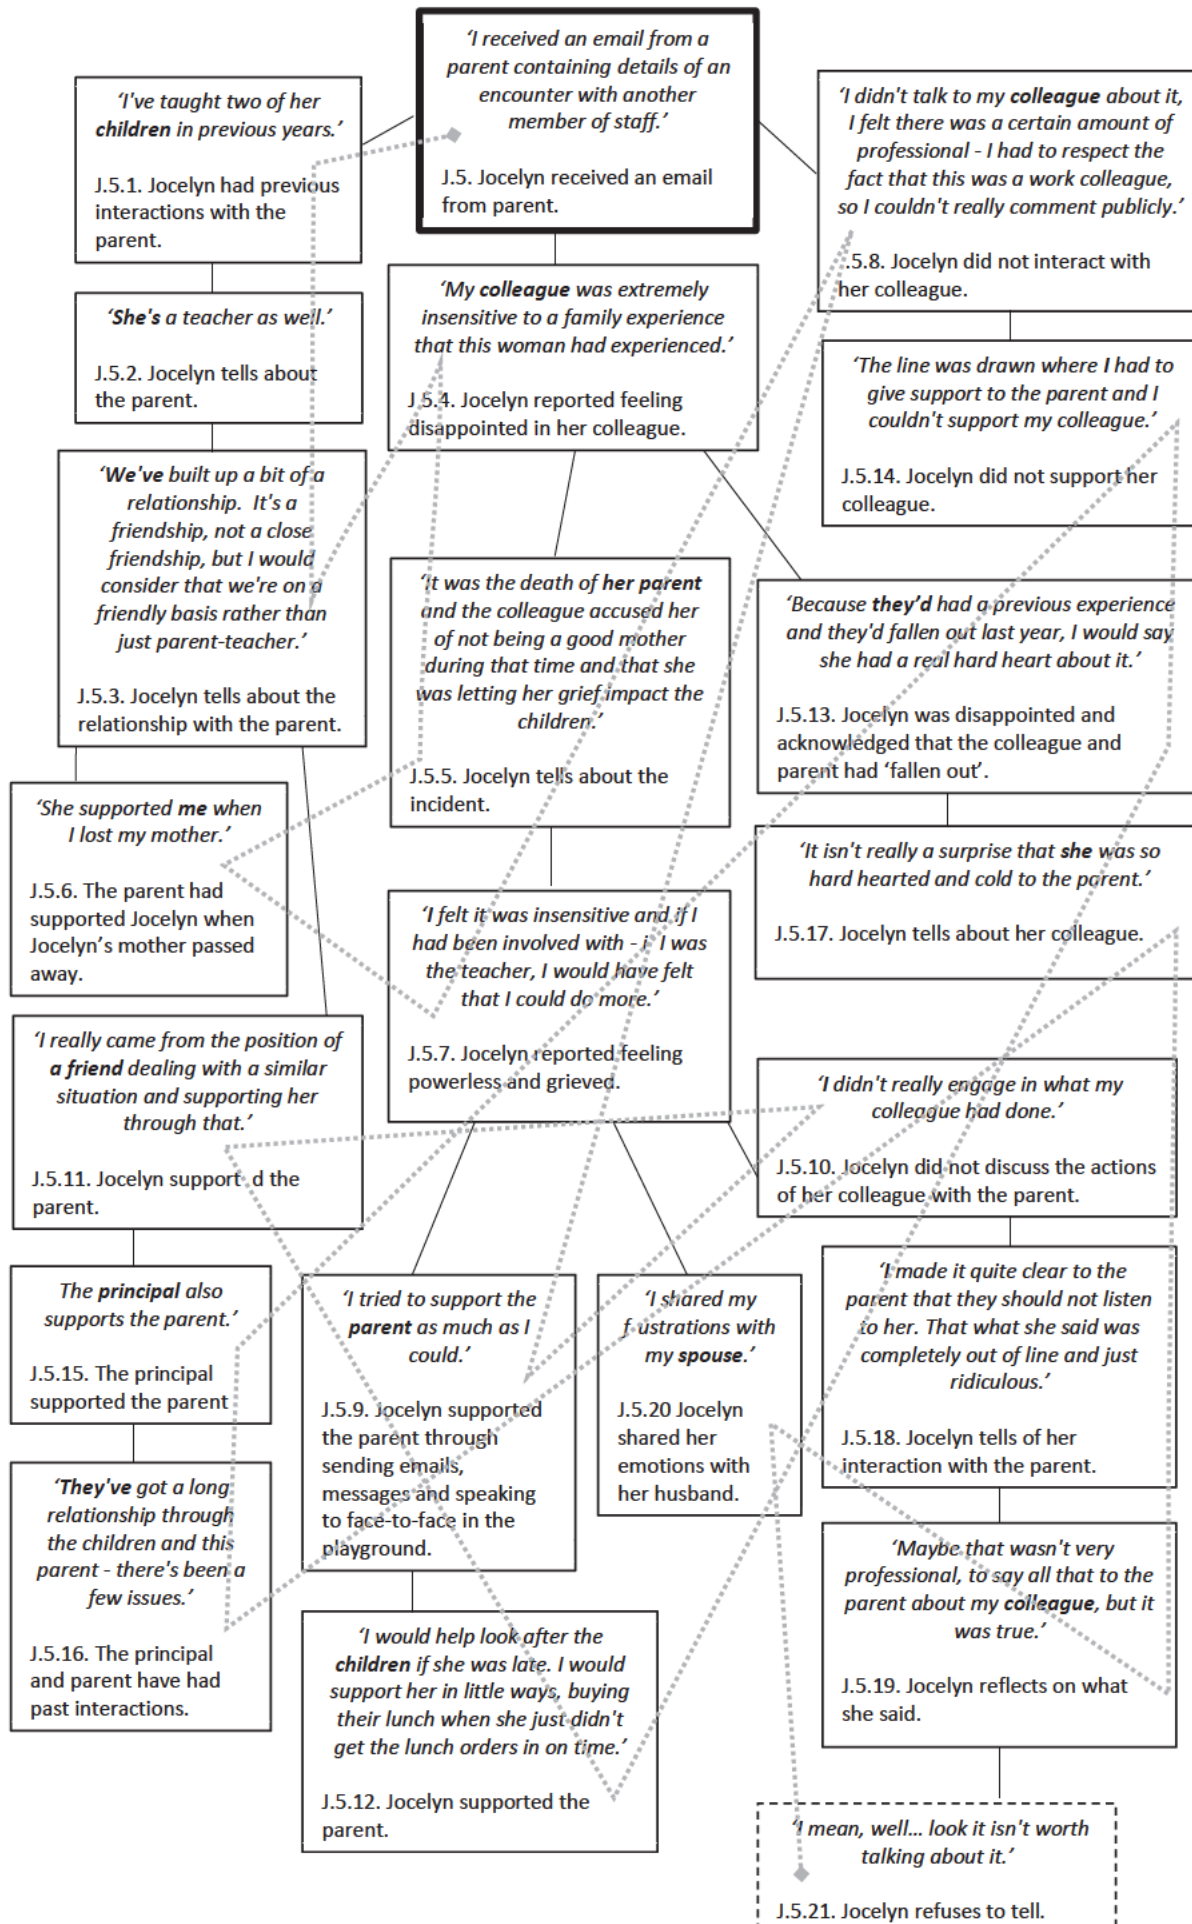 ‘I received an email from a
parent containing details of an
encounter with another
member of staff.’
J.5. Jocelyn received an email
from parent.
‘I've taught two of her
children in previous years.’
J.5.1. Jocelyn had previous
interactions with the
parent.
‘I didn't talk to my colleague about it,
I felt there was a certain amount of
professional - I had to respect the
fact that this was a work colleague,
so I couldn't really comment publicly.’
.5.8. Jocelyn did not interact with
her colleague.
‘She's a teacher as well.’
J.5.2. Jocelyn tells about
the parent.
‘My colleague was extremely
insensitive to a family experience
that this woman had experienced.’
J.5.4. Jocelyn reported feeling
disappointed in her colleague.
‘The line was drawn where I had to
give support to the parent and I
couldn't support my colleague.’
J.5.14. Jocelyn did not support her
colleague.
‘We've built up a bit of a
relationship. It's a
friendship, not a close
friendship, but I would
consider that we're on a
friendly basis rather than
just parent-teacher.’
J.5.3. Jocelyn tells about the
relationship with the parent.
‘It was the death of her parent
and the colleague accused her
of not being a good mother
during that time and that she
was letting her grief impact the
children.’
J.5.5. Jocelyn tells about the
incident.
‘Because they’d had a previous experience
and they'd fallen out last year, I would say
she had a real hard heart about it.’
J.5.13. Jocelyn was disappointed and
acknowledged that the colleague and
parent had ‘fallen out’.
‘She supported me when
I lost my mother.’
J.5.6. The parent had
supported Jocelyn when
Jocelyn’s mother passed
away.
‘I felt it was insensitive and if I
had been involved with - i I was
the teacher, I would have felt
that I could do more.’
J.5.7. Jocelyn reported feeling
powerless and grieved.
‘It isn't really a surprise that she was so
hard hearted and cold to the parent.’
J.5.17. Jocelyn tells about her colleague.
‘I really came from the position of
a friend dealing with a similar
situation and supporting her
through that.’
J.5.11. Jocelyn support d the
parent.
‘I didn't really engage in what my
colleague had done.’
J.5.10. Jocelyn did not discuss the actions
of her colleague with the parent.
The principal also
supports the parent.’
J.5.15. The principal
supported the parent
‘I tried to support the
parent as much as I
could.’
J.5.9. Jocelyn supported
the parent through
sending emails,
messages and speaking
to face-to-face in the
playground.
‘I shared my
f ustrations with
my spouse.’
J.5.20 Jocelyn
shared her
emotions with
her husband.
‘I made it quite clear to the
parent that they should not listen
to her. That what she said was
completely out of line and just
ridiculous.’
J.5.18. Jocelyn tells of her
interaction with the parent.
‘They've got a long
relationship through
the children and this
parent - there's been a
few issues.’
J.5.16. The principal
and parent have had
past interactions.
‘I would help look after the
children if she was late. I would
support her in little ways, buying
their lunch when she just didn't
get the lunch orders in on time.’
J.5.12. Jocelyn supported the
parent.
‘Maybe that wasn't very
professional, to say all that to the
parent about my colleague, but it
was true.’
J.5.19. Jocelyn reflects on what
she said.
‘I mean, well... look it isn't worth
talking about it.’
J.5.21. Jocelyn refuses to tell.